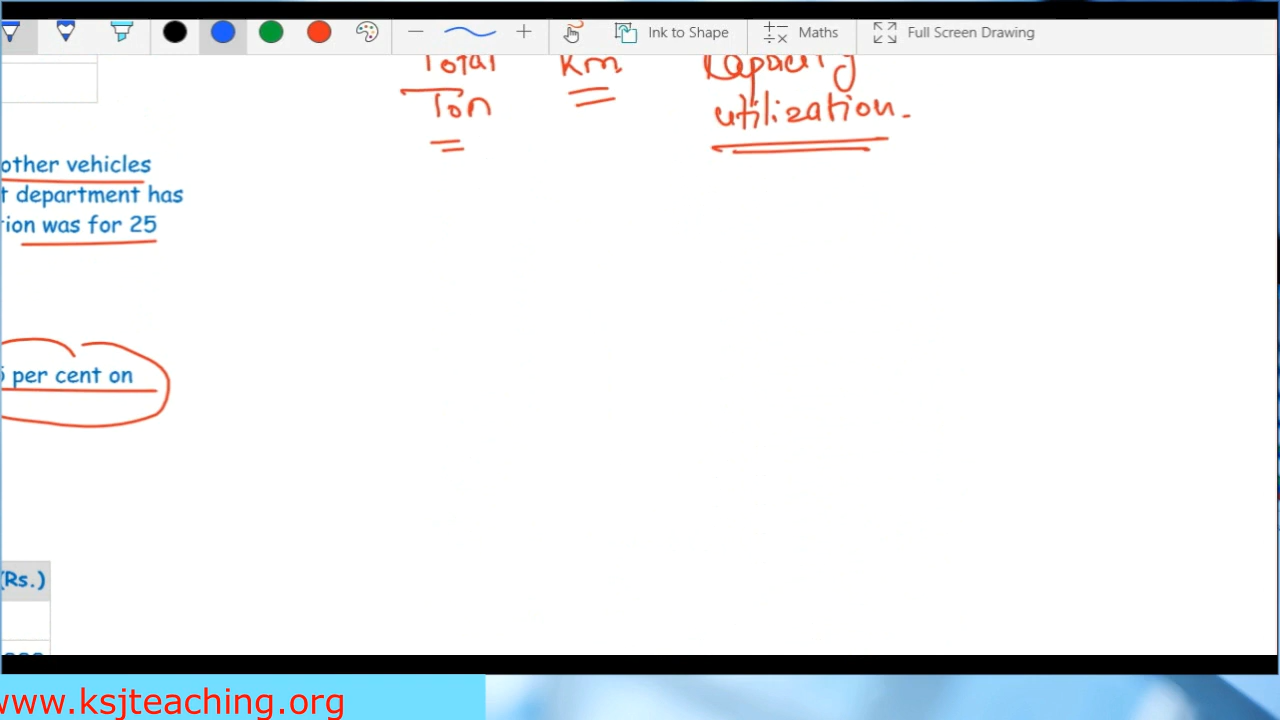 Ink to Shape Maths Full Screen Drawing
Total Km Capacity
Ton utilization.
other vehicles
t department has
tion was for 25
per cent on
(Rs.)
www.ksjteaching.org